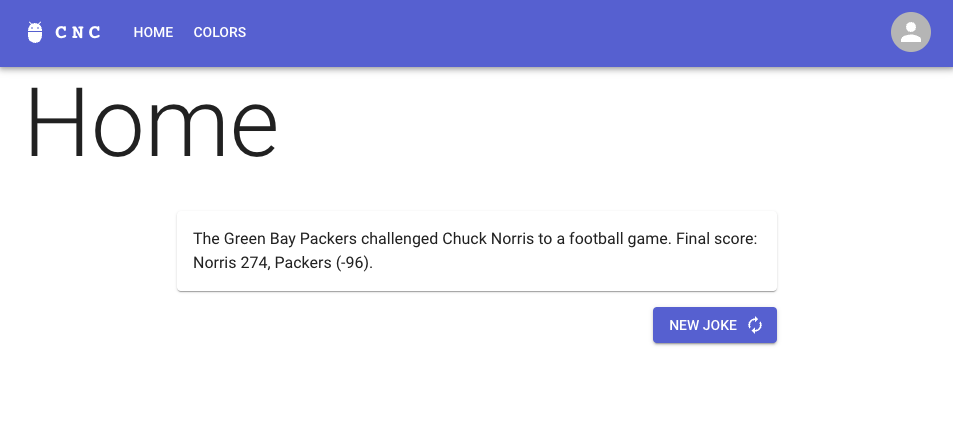 CNC HOME COLORS
Home
The Green Bay Packers challenged Chuck Norris to a football game. Final score:
Norris 274, Packers (-96).
NEW JOKE